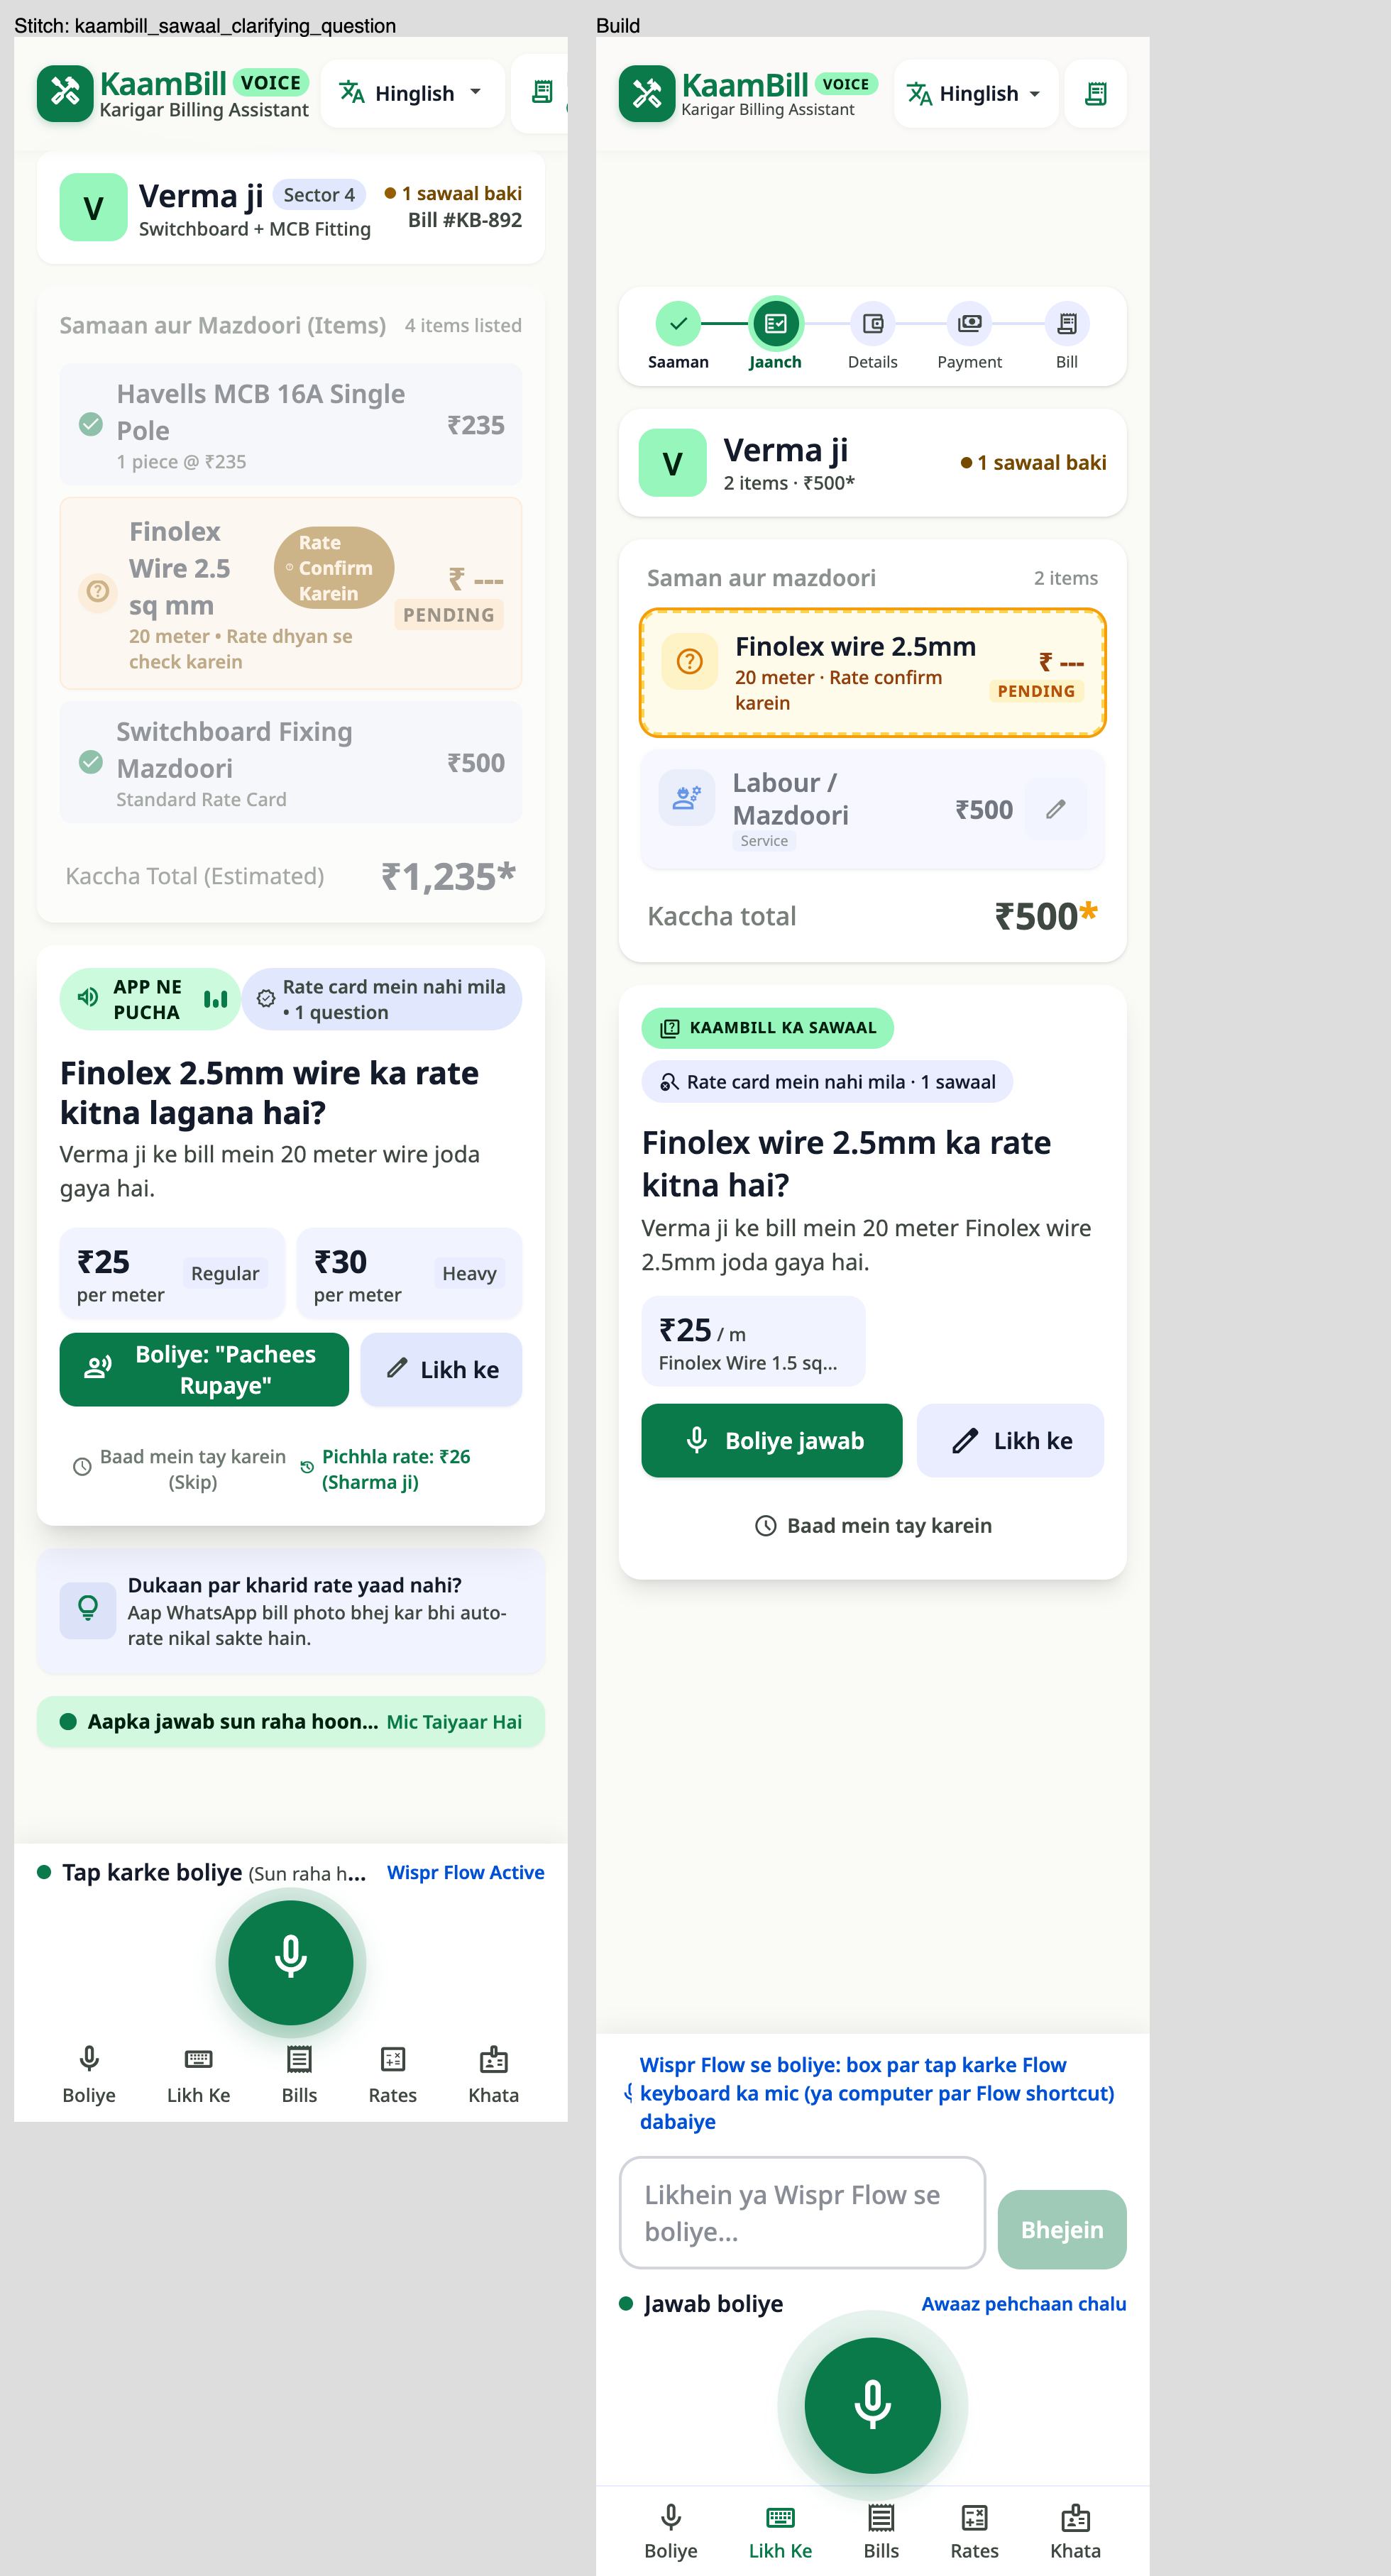 Stitch: kaambill_sawaal_clarifying_question
KaamBill VOICE
Karigar Billing Assistant
Hinglish
V
Verma ji Sector 4
Switchboard + MCB Fitting
1 sawaal baki
Bill #KB-892
Samaan aur Mazdoori (Items) 4 items listed
Havells MCB 16A Single
Pole
1 piece @ ₹235
₹235
Finolex
Wire 2.5
sq mm
Rate
Confirm
Karein
20 meter • Rate dhyan se
check karein
₹ ---
PENDING
Switchboard Fixing
Mazdoori
Standard Rate Card
₹500
Kaccha Total (Estimated) ₹1,235*
APP NE
PUCHA
Rate card mein nahi mila
• 1 question
Finolex 2.5mm wire ka rate
kitna lagana hai?
Verma ji ke bill mein 20 meter wire joda
gaya hai.
₹25
per meter
Regular
₹30
per meter
Heavy
Boliye: "Pachees
Rupaye"
Likh ke
Baad mein tay karein
(Skip)
Pichhla rate: ₹26
(Sharma ji)
Dukaan par kharid rate yaad nahi?
Aap WhatsApp bill photo bhej kar bhi auto-
rate nikal sakte hain.
Aapka jawab sun raha hoon... Mic Taiyaar Hai
Tap karke boliye (Sun raha h... Wispr Flow Active
Boliye Likh Ke Bills Rates Khata
Build
KaamBill VOICE
Karigar Billing Assistant
Hinglish
Saaman Jaanch Details Payment Bill
V
Verma ji
2 items · ₹500*
1 sawaal baki
Saman aur mazdoori 2 items
Finolex wire 2.5mm
20 meter · Rate confirm
karein
₹ ---
PENDING
Labour /
Mazdoori
Service
₹500
Kaccha total ₹500*
KAAMBILL KA SAWAAL
Rate card mein nahi mila · 1 sawaal
Finolex wire 2.5mm ka rate
kitna hai?
Verma ji ke bill mein 20 meter Finolex wire
2.5mm joda gaya hai.
₹25 / m
Finolex Wire 1.5 sq...
Boliye jawab
Likh ke
Baad mein tay karein
Wispr Flow se boliye: box par tap karke Flow
keyboard ka mic (ya computer par Flow shortcut)
dabaiye
Likhein ya Wispr Flow se
boliye...
Bhejein
Jawab boliye Awaaz pehchaan chalu
Boliye Likh Ke Bills Rates Khata